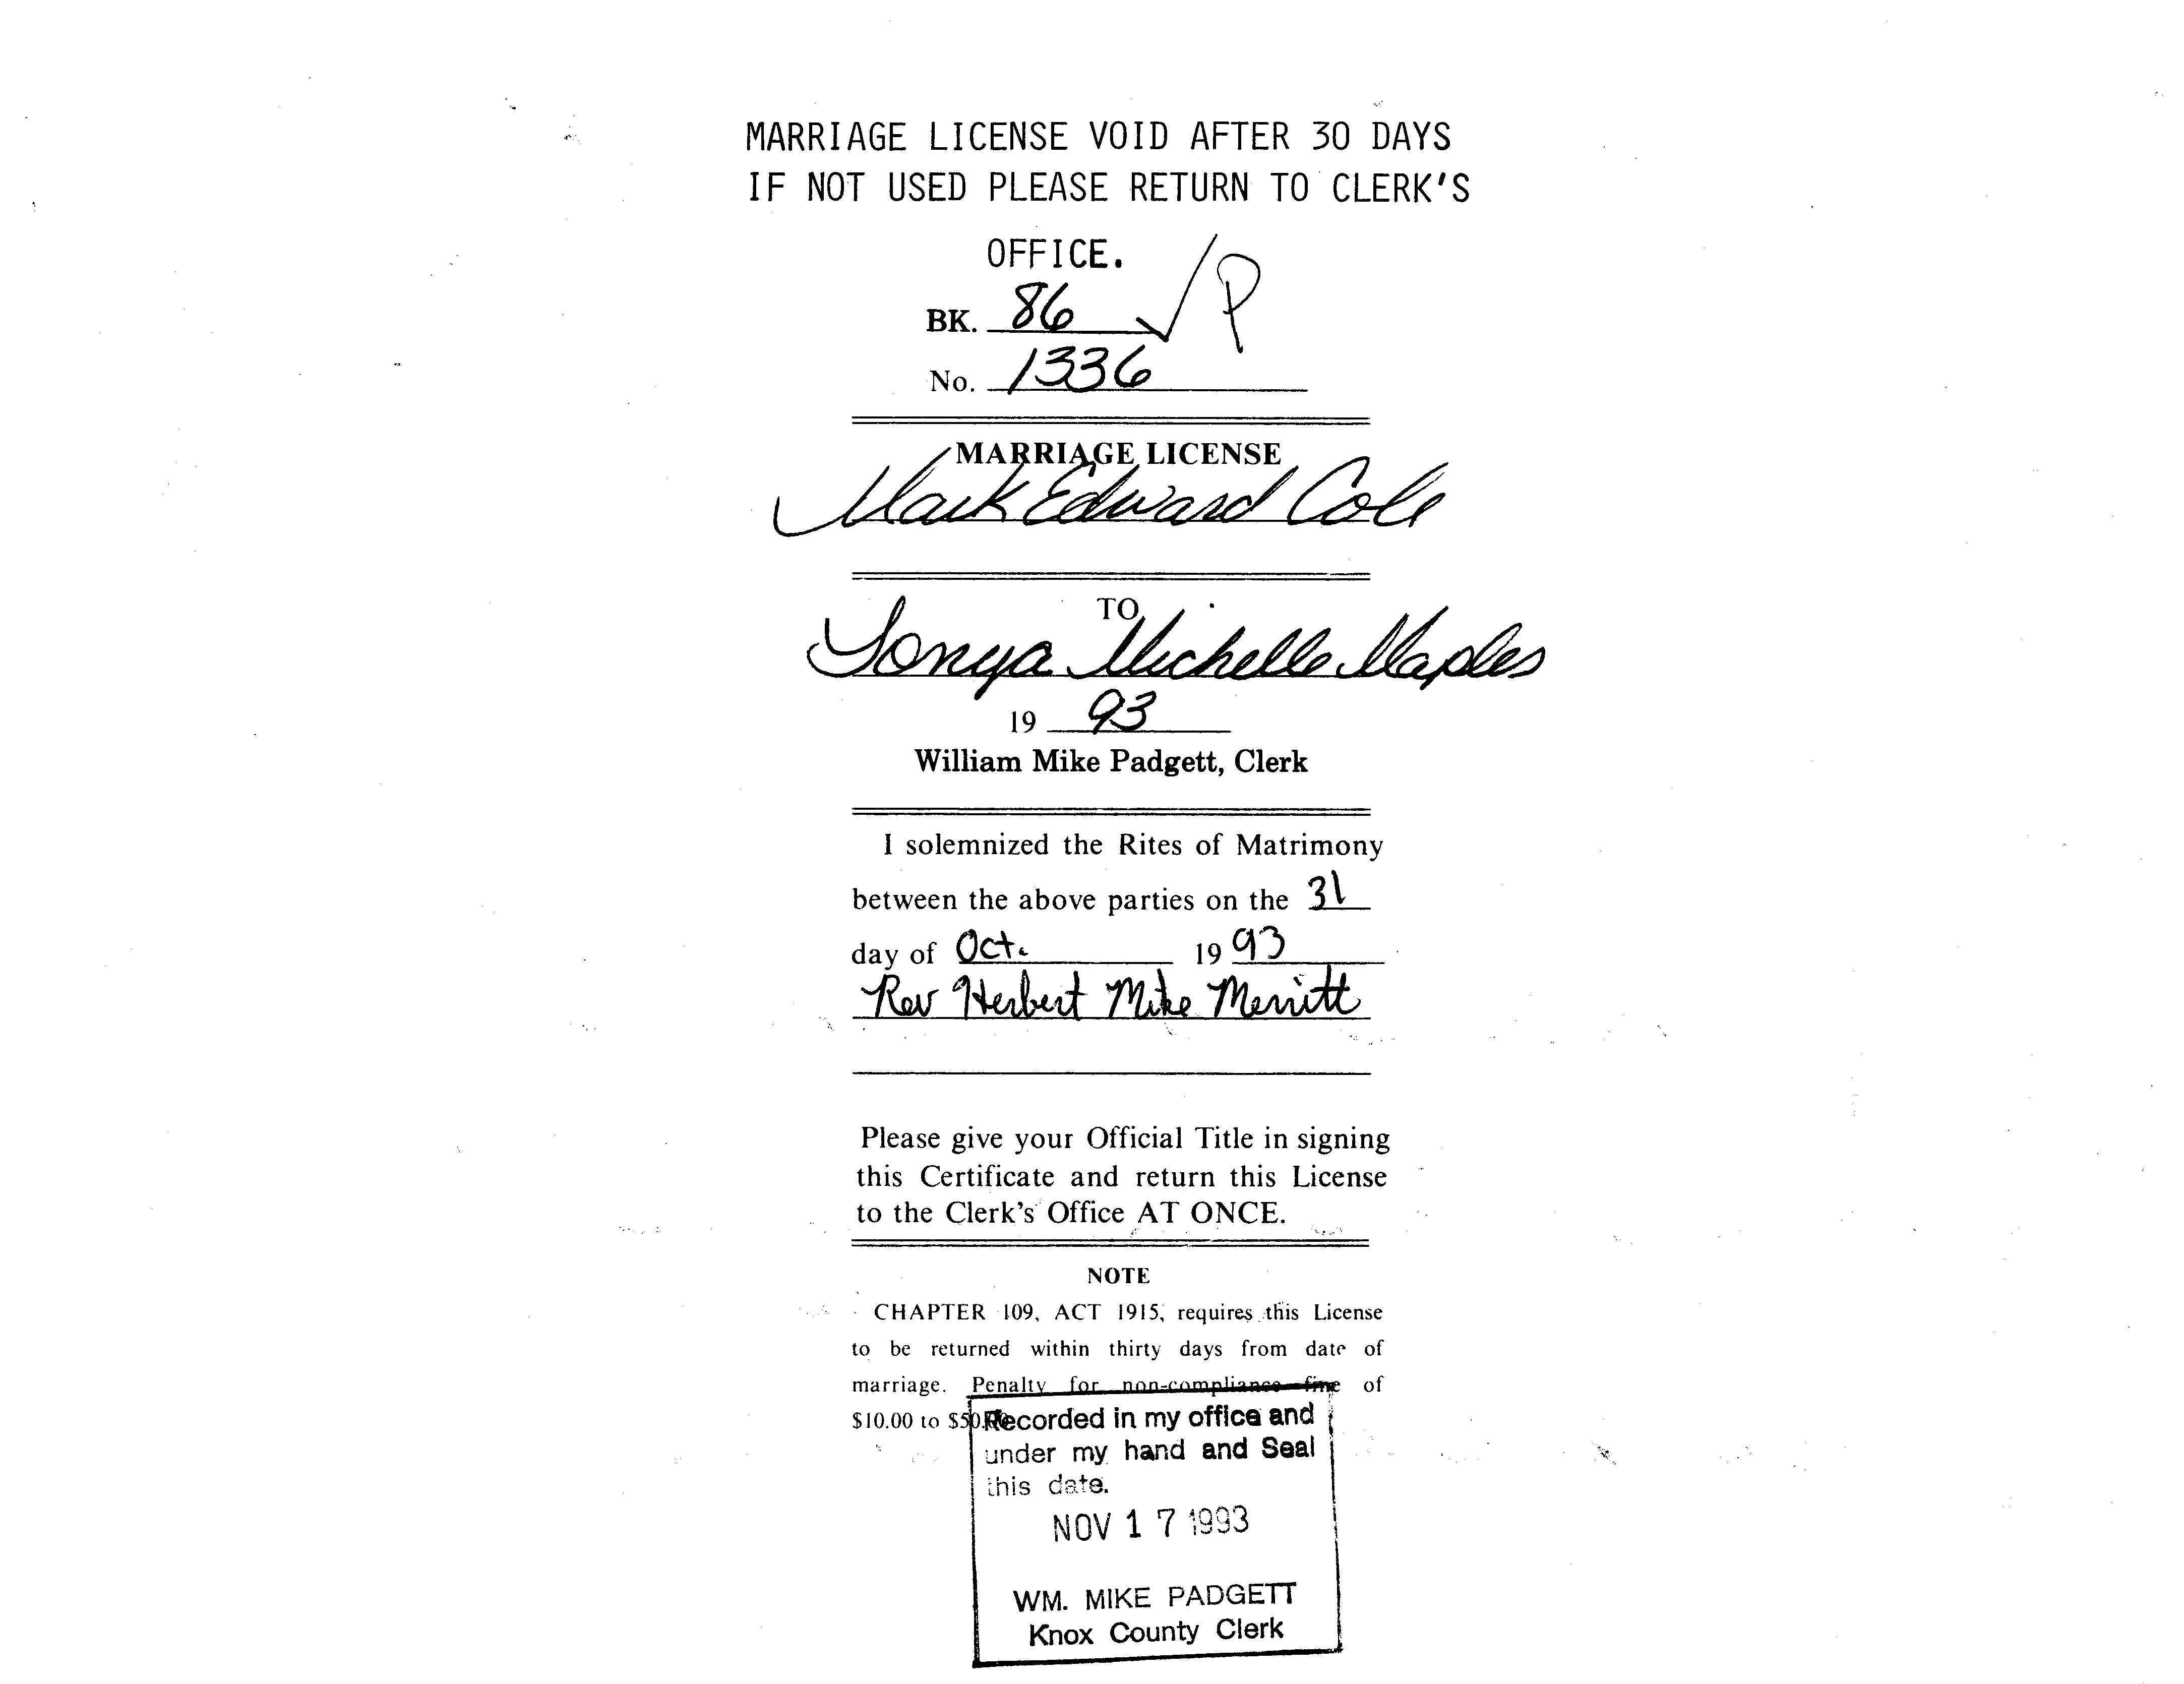 MARRIAGE LICENSE VOID AFTER 30 DAYS
IF NOT USED PLEASE RETURN TO CLERK'S
OFFICE.
BK. 86 ✓ P
No. 1336
MARRIAGE LICENSE
Mark Edward Cole
TO
Sonya Michelle Maples
19 93
William Mike Padgett, Clerk
I solemnized the Rites of Matrimony
between the above parties on the 31
day of Oct. 19 93
Rev Herbert Mike Merritt
Please give your Official Title in signing
this Certificate and return this License
to the Clerk's Office AT ONCE.
NOTE
CHAPTER 109, ACT 1915, requires this License
to be returned within thirty days from date of
marriage. Penalty for non-compliance fine of
$10.00 to $50.00
Recorded in my office and
under my hand and Seal
this date.
NOV 17 1993
WM. MIKE PADGETT
Knox County Clerk